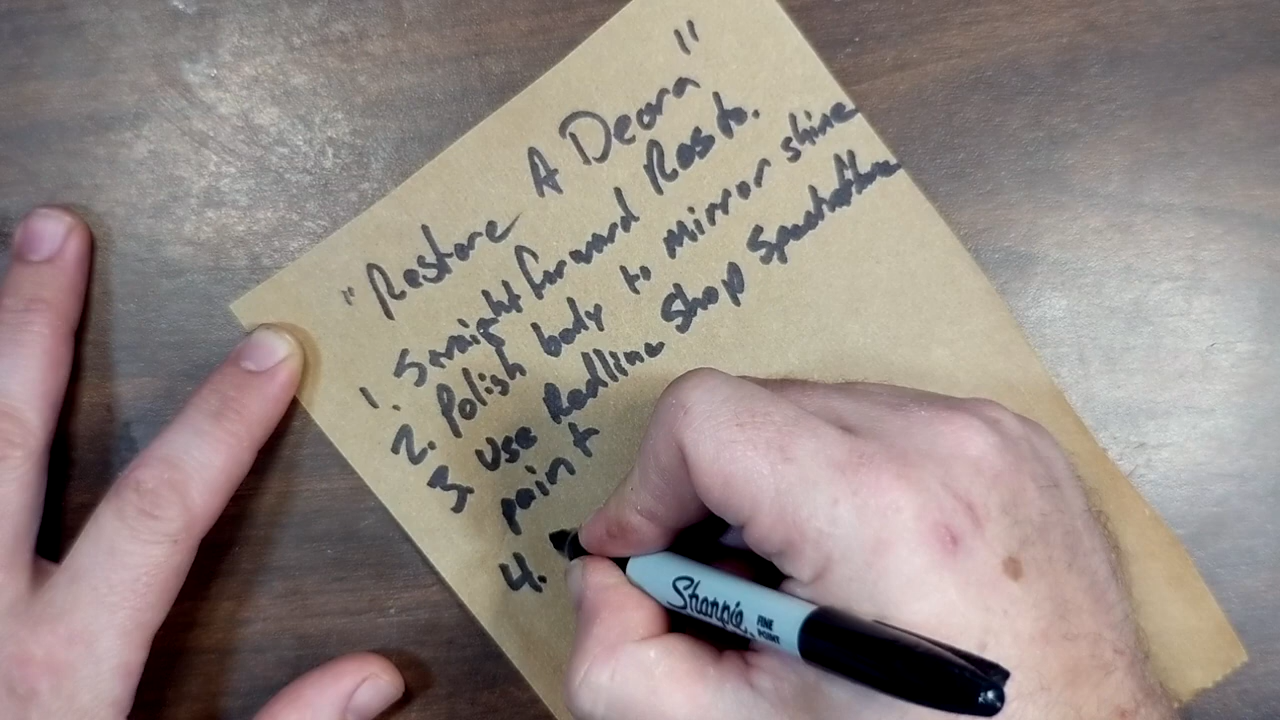 "Restore A Deora"
1. Straight forward Resto.
2. Polish body to mirror shine
3. Use Redline Shop Spectraflame
paint
4.
Sharpie
FINE
POINT